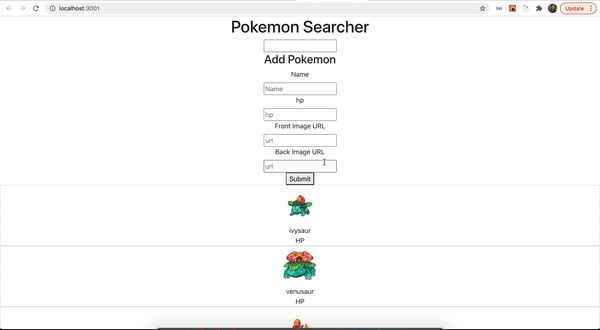 localhost:3001
Update
Pokemon Searcher
Add Pokemon
Name
Name
hp
hp
Front Image URL
url
Back Image URL
url
Submit
ivysaur
HP
venusaur
HP